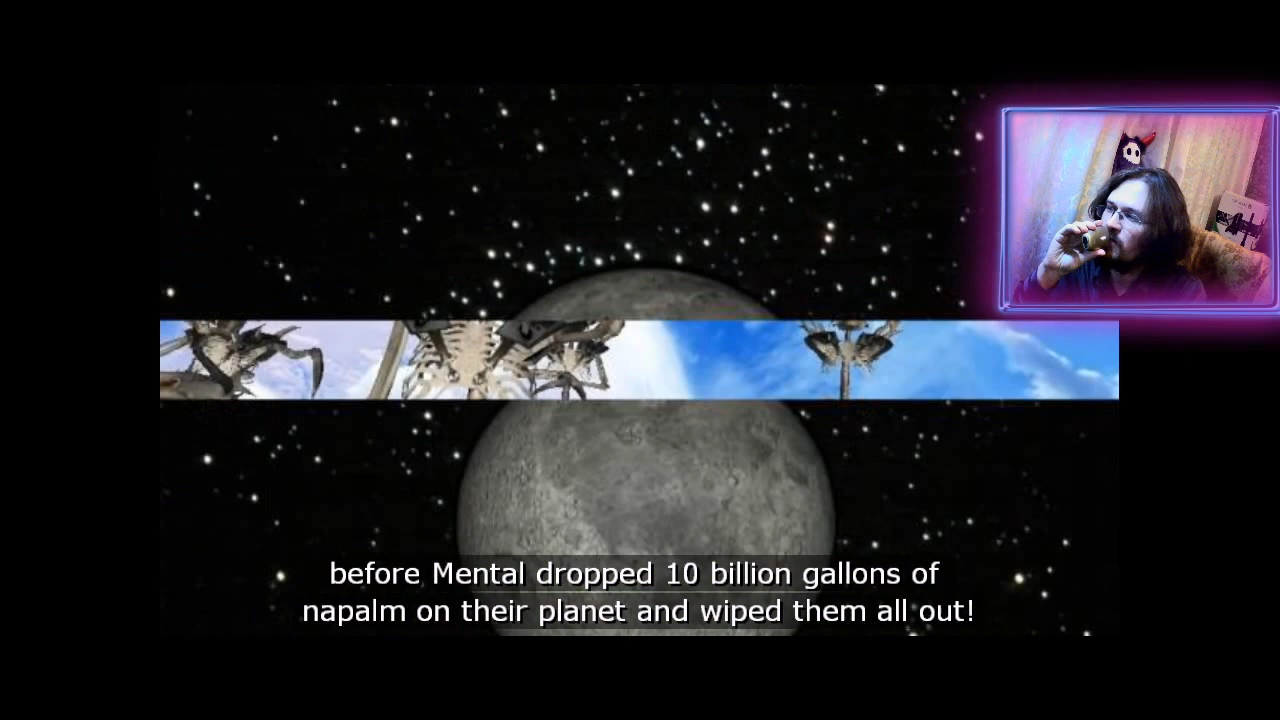 before Mental dropped 10 billion gallons of
napalm on their planet and wiped them all out!